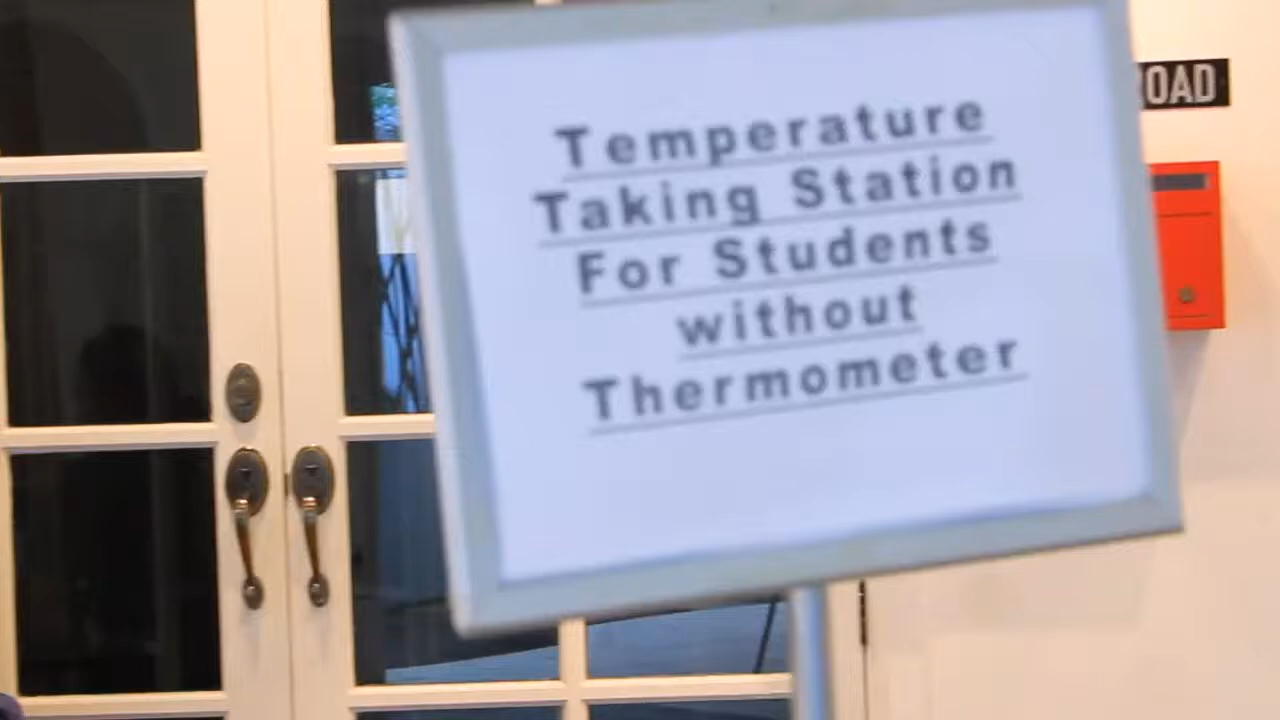 Temperature
Taking Station
For Students
without
Thermometer
OAD